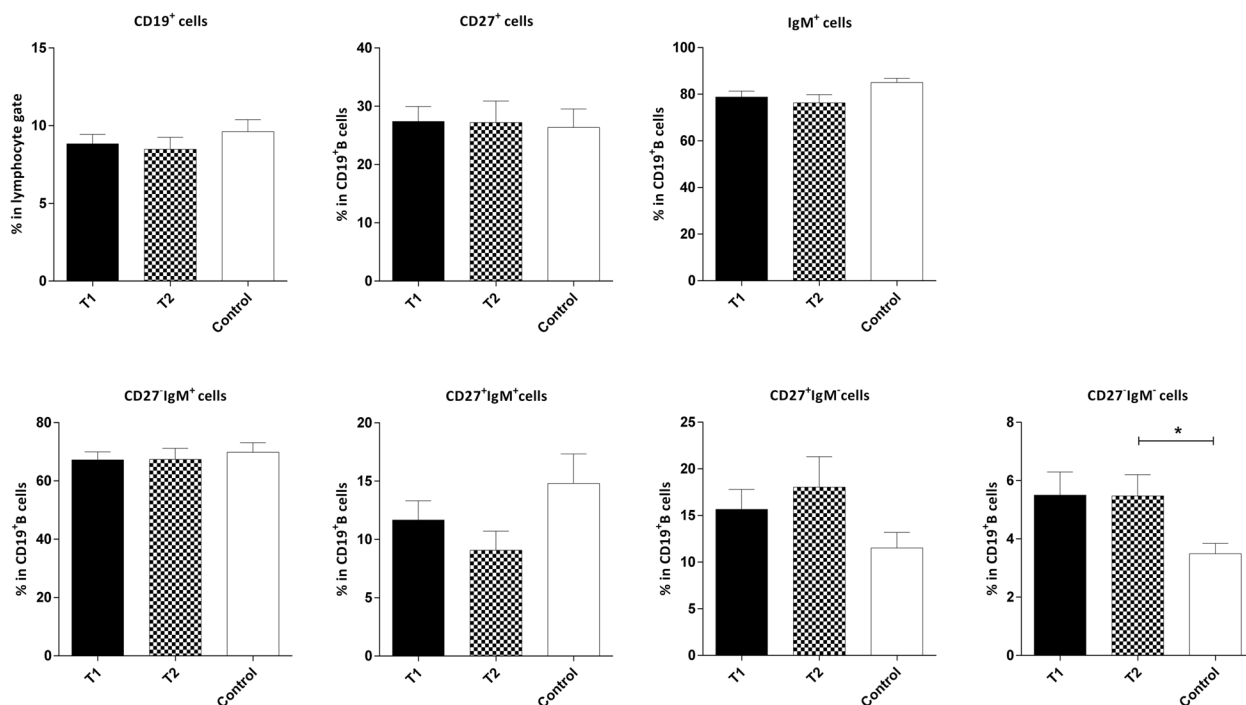 CD19⁺ cells
% in lymphocyte gate
15
10
5
0
T1
T2
Control
CD27⁺ cells
% in CD19⁺B cells
40
30
20
10
0
T1
T2
Control
IgM⁺ cells
% in CD19⁺B cells
100
80
60
40
20
0
T1
T2
Control
CD27⁻IgM⁺ cells
% in CD19⁺B cells
80
60
40
20
0
T1
T2
Control
CD27⁺IgM⁺cells
% in CD19⁺B cells
20
15
10
5
0
T1
T2
Control
CD27⁺IgM⁻cells
% in CD19⁺B cells
25
20
15
10
5
0
T1
T2
Control
CD27⁻IgM⁻ cells
% in CD19⁺B cells
8
6
4
2
0
*
T1
T2
Control